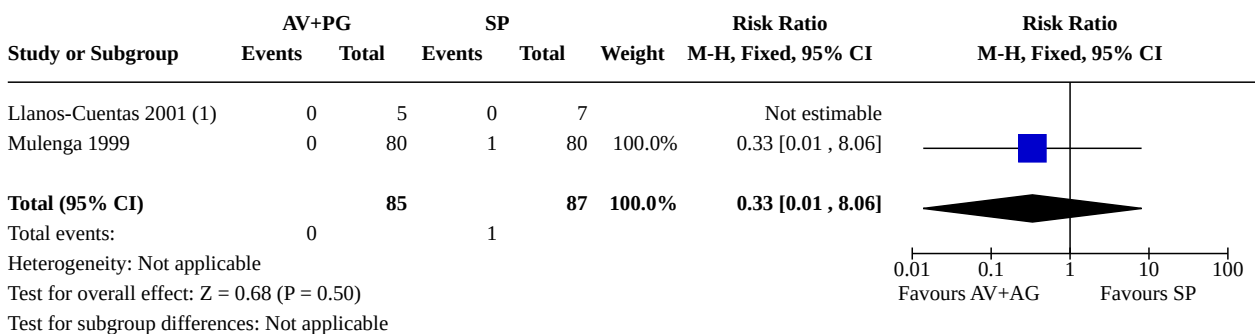 AV+PG SP Risk Ratio Risk Ratio
Study or Subgroup Events Total Events Total Weight M-H, Fixed, 95% CI M-H, Fixed, 95% CI
Llanos-Cuentas 2001 (1) 0 5 0 7 Not estimable
Mulenga 1999 0 80 1 80 100.0% 0.33 [0.01 , 8.06]
Total (95% CI) 85 87 100.0% 0.33 [0.01 , 8.06]
Total events: 0 1
Heterogeneity: Not applicable
0.01 0.1 1 10 100
Test for overall effect: Z = 0.68 (P = 0.50) Favours AV+AG Favours SP
Test for subgroup differences: Not applicable